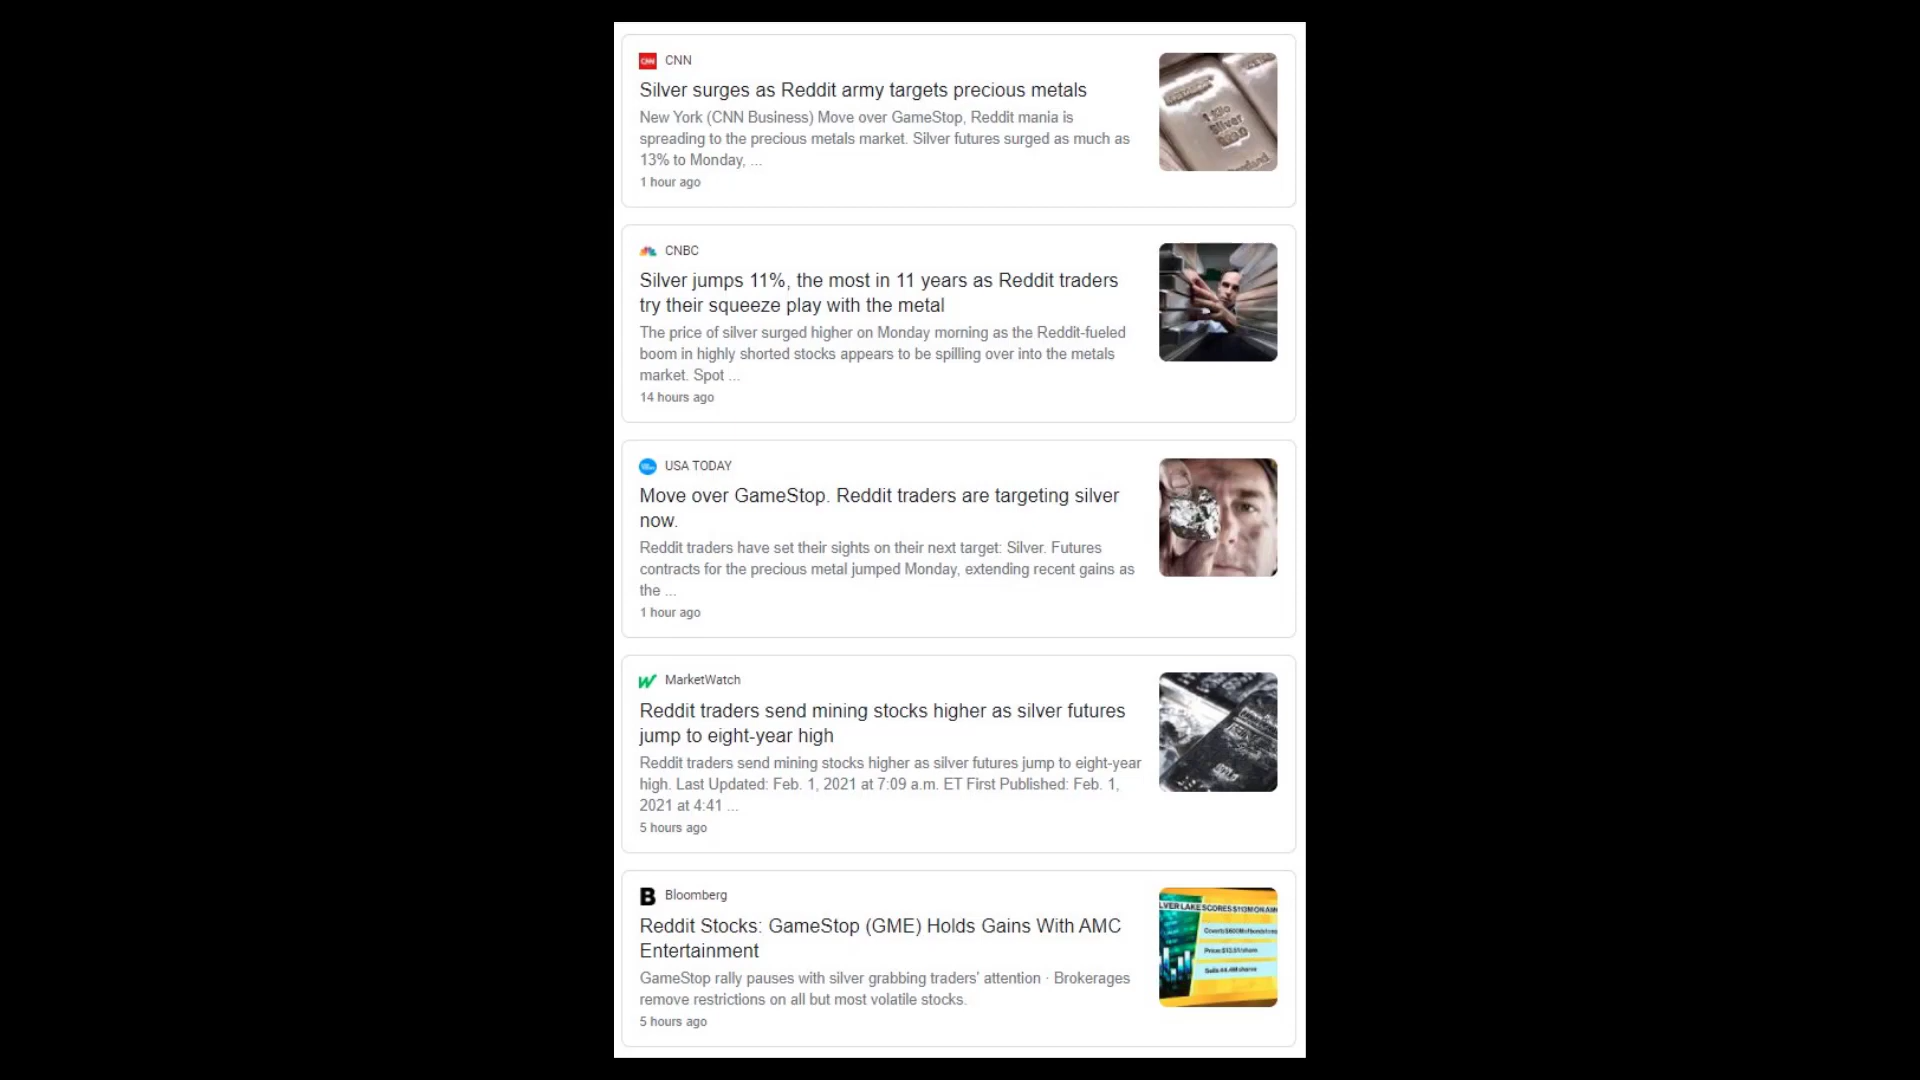 CNN
Silver surges as Reddit army targets precious metals
New York (CNN Business) Move over GameStop, Reddit mania is
spreading to the precious metals market. Silver futures surged as much as
13% to Monday, ...
1 hour ago
CNBC
Silver jumps 11%, the most in 11 years as Reddit traders
try their squeeze play with the metal
The price of silver surged higher on Monday morning as the Reddit-fueled
boom in highly shorted stocks appears to be spilling over into the metals
market. Spot ...
14 hours ago
USA TODAY
Move over GameStop. Reddit traders are targeting silver
now.
Reddit traders have set their sights on their next target: Silver. Futures
contracts for the precious metal jumped Monday, extending recent gains as
the ...
1 hour ago
MarketWatch
Reddit traders send mining stocks higher as silver futures
jump to eight-year high
Reddit traders send mining stocks higher as silver futures jump to eight-year
high. Last Updated: Feb. 1, 2021 at 7:09 a.m. ET First Published: Feb. 1,
2021 at 4:41 ...
5 hours ago
B Bloomberg
Reddit Stocks: GameStop (GME) Holds Gains With AMC
Entertainment
GameStop rally pauses with silver grabbing traders' attention · Brokerages
remove restrictions on all but most volatile stocks.
5 hours ago
1 Kilo
Silver